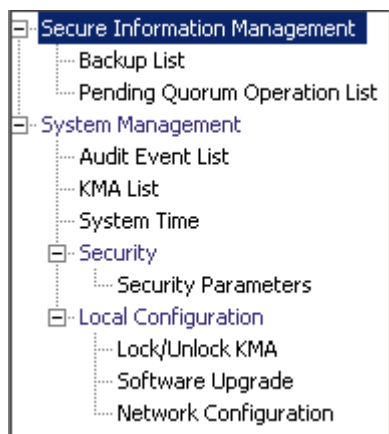 Secure Information Management
Backup List
Pending Quorum Operation List
System Management
Audit Event List
KMA List
System Time
Security
Security Parameters
Local Configuration
Lock/Unlock KMA
Software Upgrade
Network Configuration